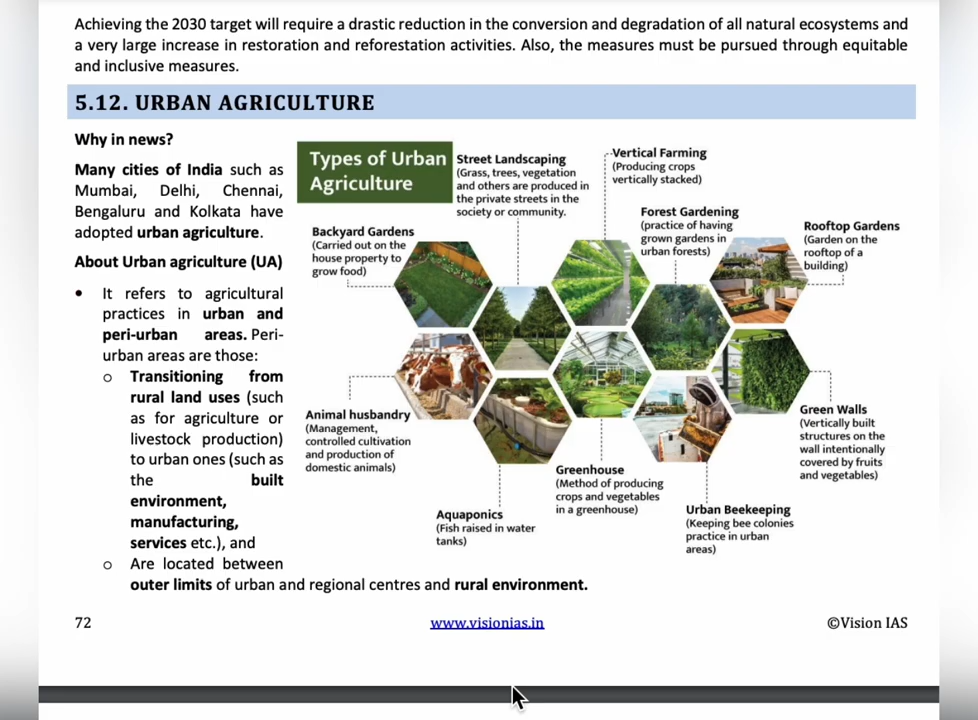 Achieving the 2030 target will require a drastic reduction in the conversion and degradation of all natural ecosystems and
a very large increase in restoration and reforestation activities. Also, the measures must be pursued through equitable
and inclusive measures.
5.12. URBAN AGRICULTURE
Why in news?
Many cities of India such as
Mumbai, Delhi, Chennai,
Bengaluru and Kolkata have
adopted urban agriculture.
About Urban agriculture (UA)
• It refers to agricultural
practices in urban and
peri-urban areas. Peri-
urban areas are those:
o Transitioning from
rural land uses (such
as for agriculture or
livestock production)
to urban ones (such as
the built
environment,
manufacturing,
services etc.), and
o Are located between
outer limits of urban and regional centres and rural environment.
Types of Urban
Agriculture
Street Landscaping
(Grass, trees, vegetation
and others are produced in
the private streets in the
society or community.
Vertical Farming
(Producing crops
vertically stacked)
Backyard Gardens
(Carried out on the
house property to
grow food)
Forest Gardening
(practice of having
grown gardens in
urban forests)
Rooftop Gardens
(Garden on the
rooftop of a
building)
Animal husbandry
(Management,
controlled cultivation
and production of
domestic animals)
Green Walls
(Vertically built
structures on the
wall intentionally
covered by fruits
and vegetables)
Greenhouse
(Method of producing
crops and vegetables
in a greenhouse)
Aquaponics
(Fish raised in water
tanks)
Urban Beekeeping
(Keeping bee colonies
practice in urban
areas)
72
www.visionias.in
©Vision IAS